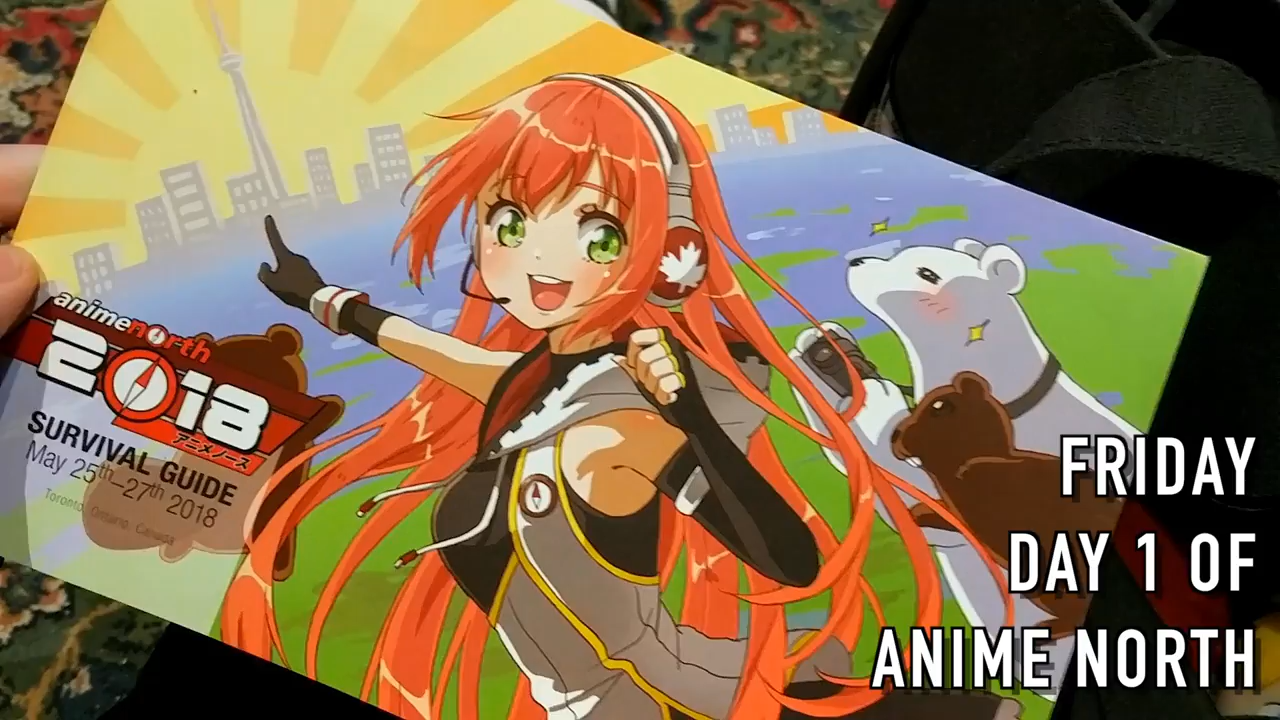 animenorth
2018
アニメノース
SURVIVAL GUIDE
May 25th-27th 2018
Toronto, Ontario, Canada
FRIDAY
DAY 1 OF
ANIME NORTH